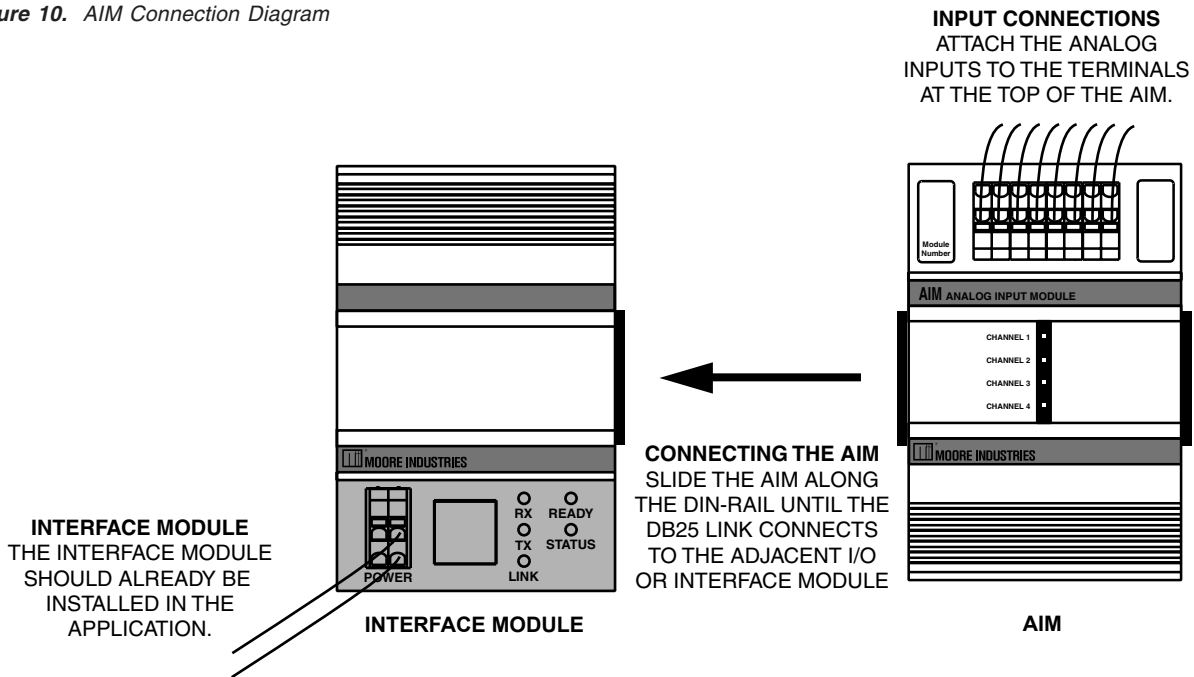 ure 10. AIM Connection Diagram
INPUT CONNECTIONS
ATTACH THE ANALOG
INPUTS TO THE TERMINALS
AT THE TOP OF THE AIM.
Module
Number
AIM ANALOG INPUT MODULE
CHANNEL 1
CHANNEL 2
CHANNEL 3
CHANNEL 4
MOORE INDUSTRIES
MOORE INDUSTRIES
CONNECTING THE AIM
SLIDE THE AIM ALONG
THE DIN-RAIL UNTIL THE
DB25 LINK CONNECTS
TO THE ADJACENT I/O
OR INTERFACE MODULE
RX READY
TX STATUS
LINK
POWER
INTERFACE MODULE
THE INTERFACE MODULE
SHOULD ALREADY BE
INSTALLED IN THE
APPLICATION.
INTERFACE MODULE
AIM